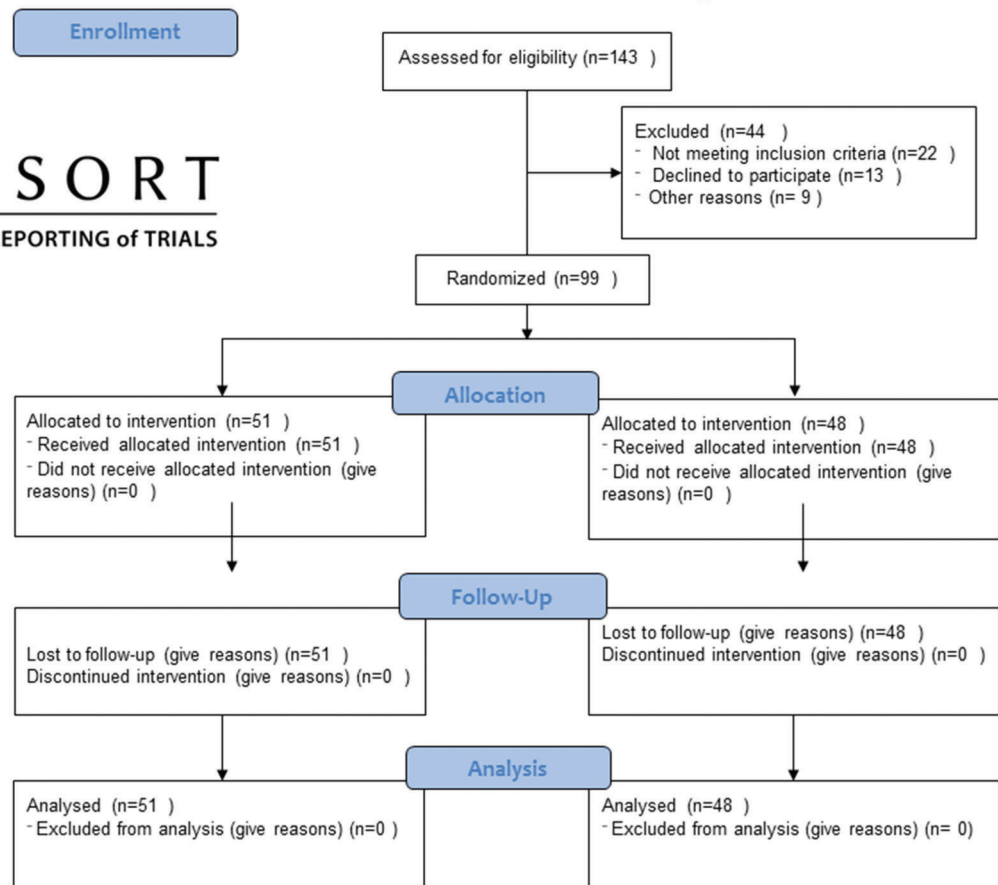 Enrollment
Assessed for eligibility (n=143 )
Excluded (n=44 )
- Not meeting inclusion criteria (n=22 )
- Declined to participate (n=13 )
- Other reasons (n= 9 )
SORT
EPORTING of TRIALS
Randomized (n=99 )
Allocation
Allocated to intervention (n=51 )
- Received allocated intervention (n=51 )
- Did not receive allocated intervention (give
reasons) (n=0 )
Allocated to intervention (n=48 )
- Received allocated intervention (n=48 )
- Did not receive allocated intervention (give
reasons) (n=0 )
Follow-Up
Lost to follow-up (give reasons) (n=51 )
Discontinued intervention (give reasons) (n=0 )
Lost to follow-up (give reasons) (n=48 )
Discontinued intervention (give reasons) (n=0 )
Analysis
Analysed (n=51 )
- Excluded from analysis (give reasons) (n=0 )
Analysed (n=48 )
- Excluded from analysis (give reasons) (n= 0)